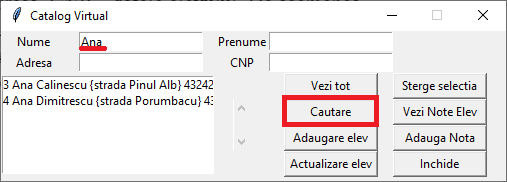 Catalog Virtual
Nume Ana Prenume
Adresa CNP
3 Ana Calinescu {strada Pinul Alb} 43242
4 Ana Dimitrescu {strada Porumbacu} 43
Vezi tot Sterge selectia
Cautare Vezi Note Elev
Adaugare elev Adauga Nota
Actualizare elev Inchide